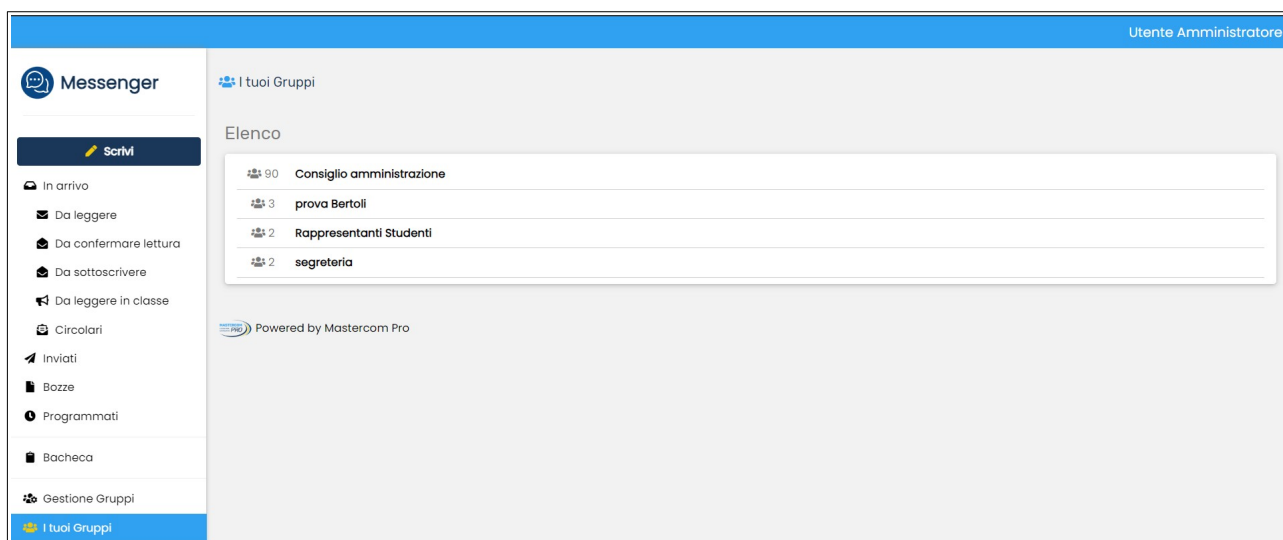 Utente Amministratore
Messenger
Scrivi
In arrivo
Da leggere
Da confermare lettura
Da sottoscrivere
Da leggere in classe
Circolari
Inviati
Bozze
Programmati
Bacheca
Gestione Gruppi
I tuoi Gruppi
I tuoi Gruppi
Elenco
90 Consiglio amministrazione
3 prova Bertoli
2 Rappresentanti Studenti
2 segreteria
Powered by Mastercom Pro